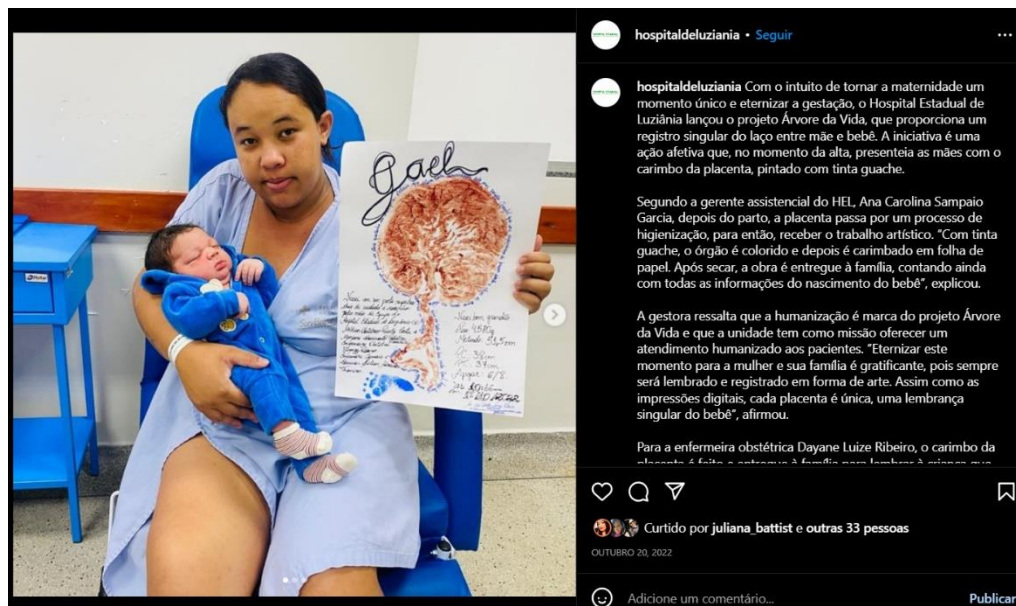 Gael
hospitaldeluziania • Seguir
hospitaldeluziania Com o intuito de tornar a maternidade um
momento único e eternizar a gestação, o Hospital Estadual de
Luziânia lançou o projeto Árvore da Vida, que proporciona um
registro singular do laço entre mãe e bebê. A iniciativa é uma
ação afetiva que, no momento da alta, presenteia as mães com o
carimbo da placenta, pintado com tinta guache.
Segundo a gerente assistencial do HEL, Ana Carolina Sampaio
Garcia, depois do parto, a placenta passa por um processo de
higienização, para então, receber o trabalho artístico. “Com tinta
guache, o órgão é colorido e depois é carimbado em folha de
papel. Após secar, a obra é entregue à família, contando ainda
com todas as informações do nascimento do bebê”, explicou.
A gestora ressalta que a humanização é marca do projeto Árvore
da Vida e que a unidade tem como missão oferecer um
atendimento humanizado aos pacientes. “Eternizar este
momento para a mulher e sua família é gratificante, pois sempre
será lembrado e registrado em forma de arte. Assim como as
impressões digitais, cada placenta é única, uma lembrança
singular do bebê”, afirmou.
Para a enfermeira obstétrica Dayane Luize Ribeiro, o carimbo da
placenta é feito e entregue à família para lembrar à criança que
Curtido por juliana_battist e outras 33 pessoas
OUTUBRO 20, 2022
Adicione um comentário...
Publicar